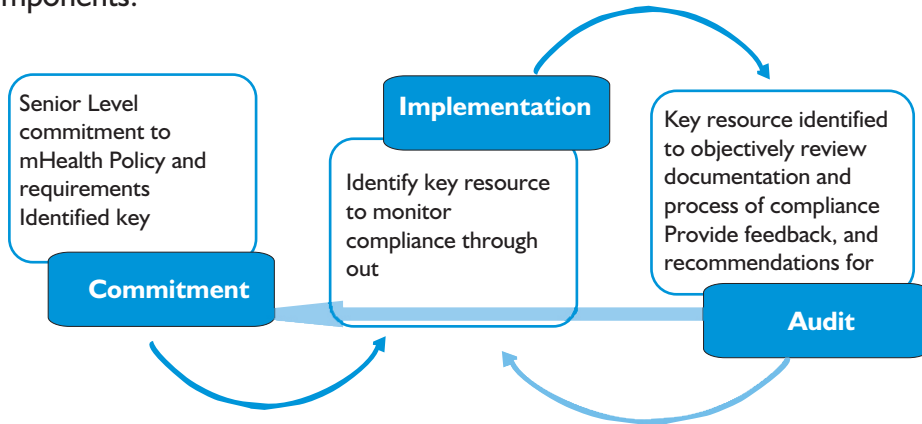 mponents:
Senior Level
commitment to
mHealth Policy and
requirements
Identified key
Commitment
Implementation
Identify key resource
to monitor
compliance through
out
Key resource identified
to objectively review
documentation and
process of compliance
Provide feedback, and
recommendations for
Audit